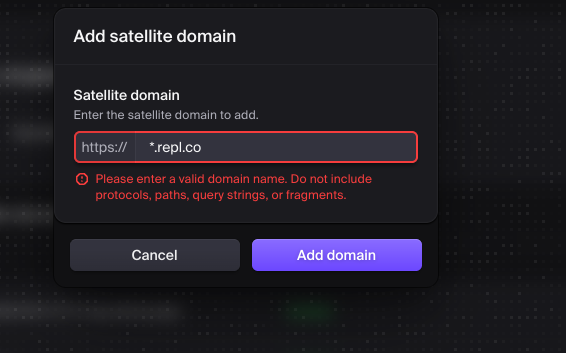 Add satellite domain
Satellite domain
Enter the satellite domain to add.
https:// *.repl.co
Please enter a valid domain name. Do not include
protocols, paths, query strings, or fragments.
Cancel Add domain